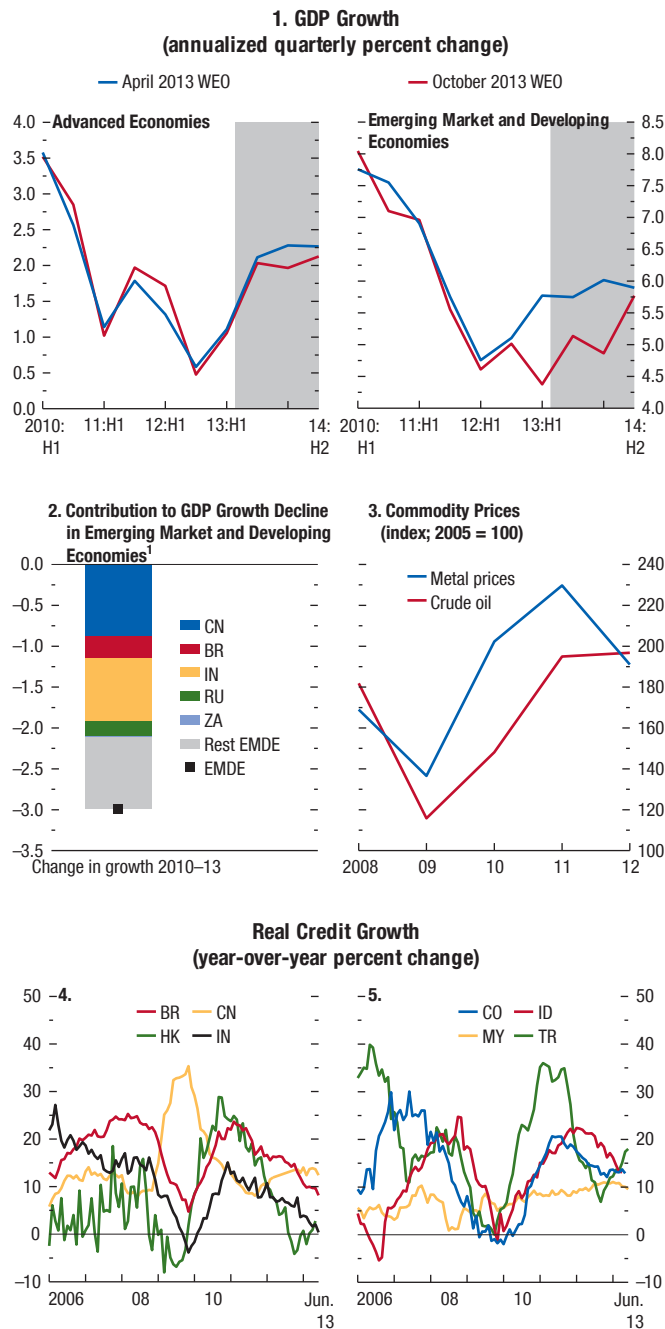 1. GDP Growth
(annualized quarterly percent change)
April 2013 WEO
October 2013 WEO
Advanced Economies
4.0
3.5
3.0
2.5
2.0
1.5
1.0
0.5
0.0
2010:
H1
11:H1
12:H1
13:H1
14:
H2
Emerging Market and Developing
Economies
8.5
8.0
7.5
7.0
6.5
6.0
5.5
5.0
4.5
4.0
2010:
H1
11:H1
12:H1
13:H1
14:
H2
2. Contribution to GDP Growth Decline
in Emerging Market and Developing
Economies¹
0.0
–0.5
–1.0
–1.5
–2.0
–2.5
–3.0
–3.5
CN
BR
IN
RU
ZA
Rest EMDE
EMDE
Change in growth 2010–13
3. Commodity Prices
(index; 2005 = 100)
Metal prices
Crude oil
240
220
200
180
160
140
120
100
2008
09
10
11
12
Real Credit Growth
(year-over-year percent change)
4.
BR
CN
HK
IN
50
40
30
20
10
0
–10
2006
08
10
Jun.
13
5.
CO
ID
MY
TR
50
40
30
20
10
0
–10
2006
08
10
Jun.
13